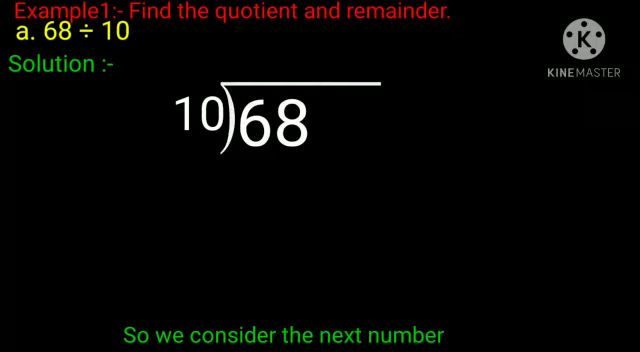 Example1:- Find the quotient and remainder.
a. 68 ÷ 10
Solution :-
K
KINEMASTER
10)68
So we consider the next number